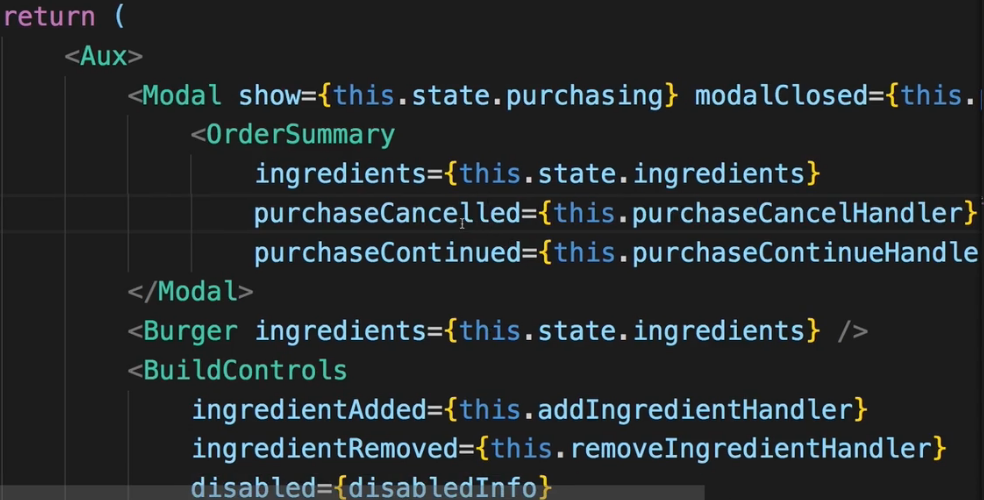 return (
<Aux>
<Modal show={this.state.purchasing} modalClosed={this.
<OrderSummary
ingredients={this.state.ingredients}
purchaseCancelled={this.purchaseCancelHandler}
purchaseContinued={this.purchaseContinueHandle
</Modal>
<Burger ingredients={this.state.ingredients} />
<BuildControls
ingredientAdded={this.addIngredientHandler}
ingredientRemoved={this.removeIngredientHandler}
disabled={disabledInfo}